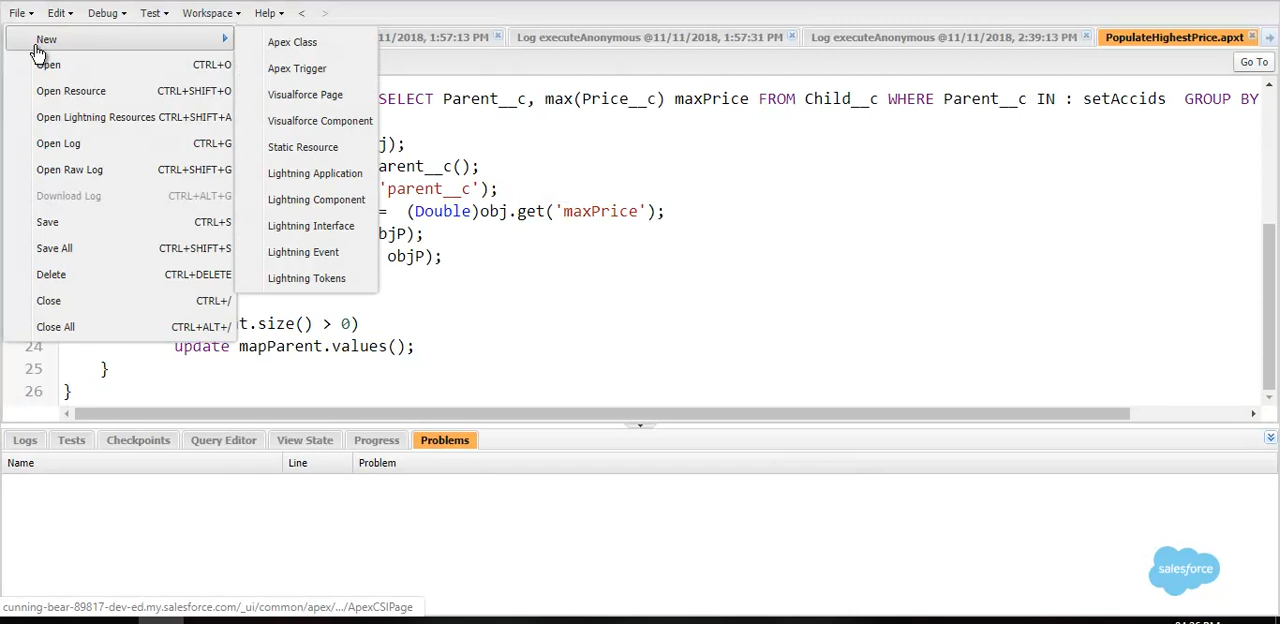 File Edit Debug Test Workspace Help < >
New
Open CTRL+O
Open Resource CTRL+SHIFT+O
Open Lightning Resources CTRL+SHIFT+A
Open Log CTRL+G
Open Raw Log CTRL+SHIFT+G
Download Log CTRL+ALT+G
Save CTRL+S
Save All CTRL+SHIFT+S
Delete CTRL+DELETE
Close CTRL+/
Close All CTRL+ALT+/
Apex Class
Apex Trigger
Visualforce Page
Visualforce Component
Static Resource
Lightning Application
Lightning Component
Lightning Interface
Lightning Event
Lightning Tokens
11/2018, 1:57:13 PM Log executeAnonymous @11/11/2018, 1:57:31 PM Log executeAnonymous @11/11/2018, 2:39:13 PM PopulateHighestPrice.apxt
Go To
SELECT Parent__c, max(Price__c) maxPrice FROM Child__c WHERE Parent__c IN : setAccids GROUP BY
j);
arent__c();
'parent__c');
= (Double)obj.get('maxPrice');
bjP);
objP);
t.size() > 0)
24 update mapParent.values();
25 }
26 }
Logs Tests Checkpoints Query Editor View State Progress Problems
Name Line Problem
salesforce
cunning-bear-89817-dev-ed.my.salesforce.com/_ui/common/apex/.../ApexCSIPage